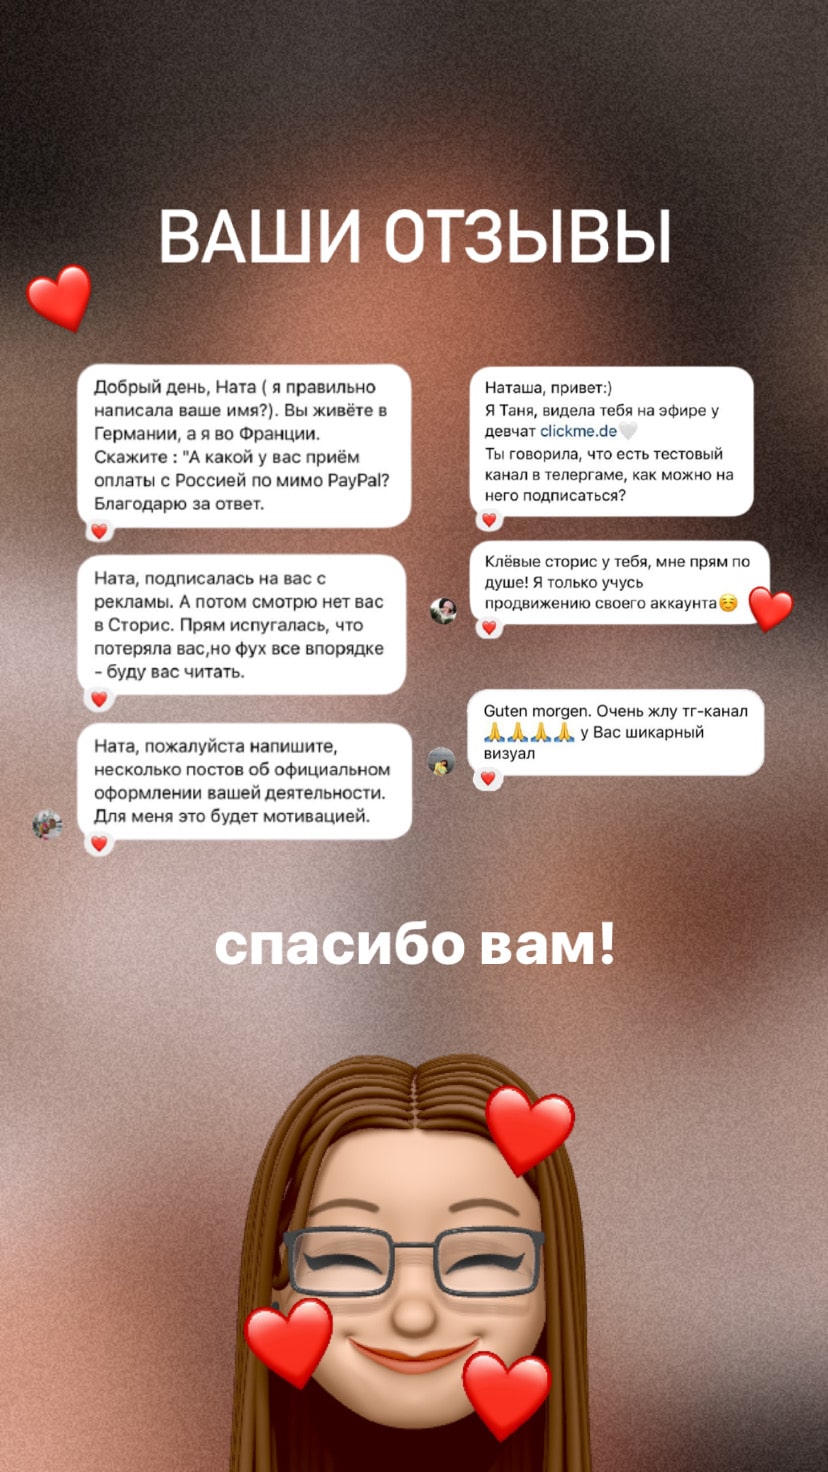 ВАШИ ОТЗЫВЫ
Добрый день, Ната ( я правильно
написала ваше имя?). Вы живёте в
Германии, а я во Франции.
Скажите : "А какой у вас приём
оплаты с Россией по мимо PayPal?
Благодарю за ответ.
Ната, подписалась на вас с
рекламы. А потом смотрю нет вас
в Сторис. Прям испугалась, что
потеряла вас,но фух все впорядке
- буду вас читать.
Ната, пожалуйста напишите,
несколько постов об официальном
оформлении вашей деятельности.
Для меня это будет мотивацией.
Наташа, привет:)
Я Таня, видела тебя на эфире у
девчат clickme.de🤍
Ты говорила, что есть тестовый
канал в телергаме, как можно на
него подписаться?
Клёвые сторис у тебя, мне прям по
душе! Я только учусь
продвижению своего аккаунта☺️
Guten morgen. Очень жлу тг-канал
🙏🙏🙏🙏 у Вас шикарный
визуал
спасибо вам!